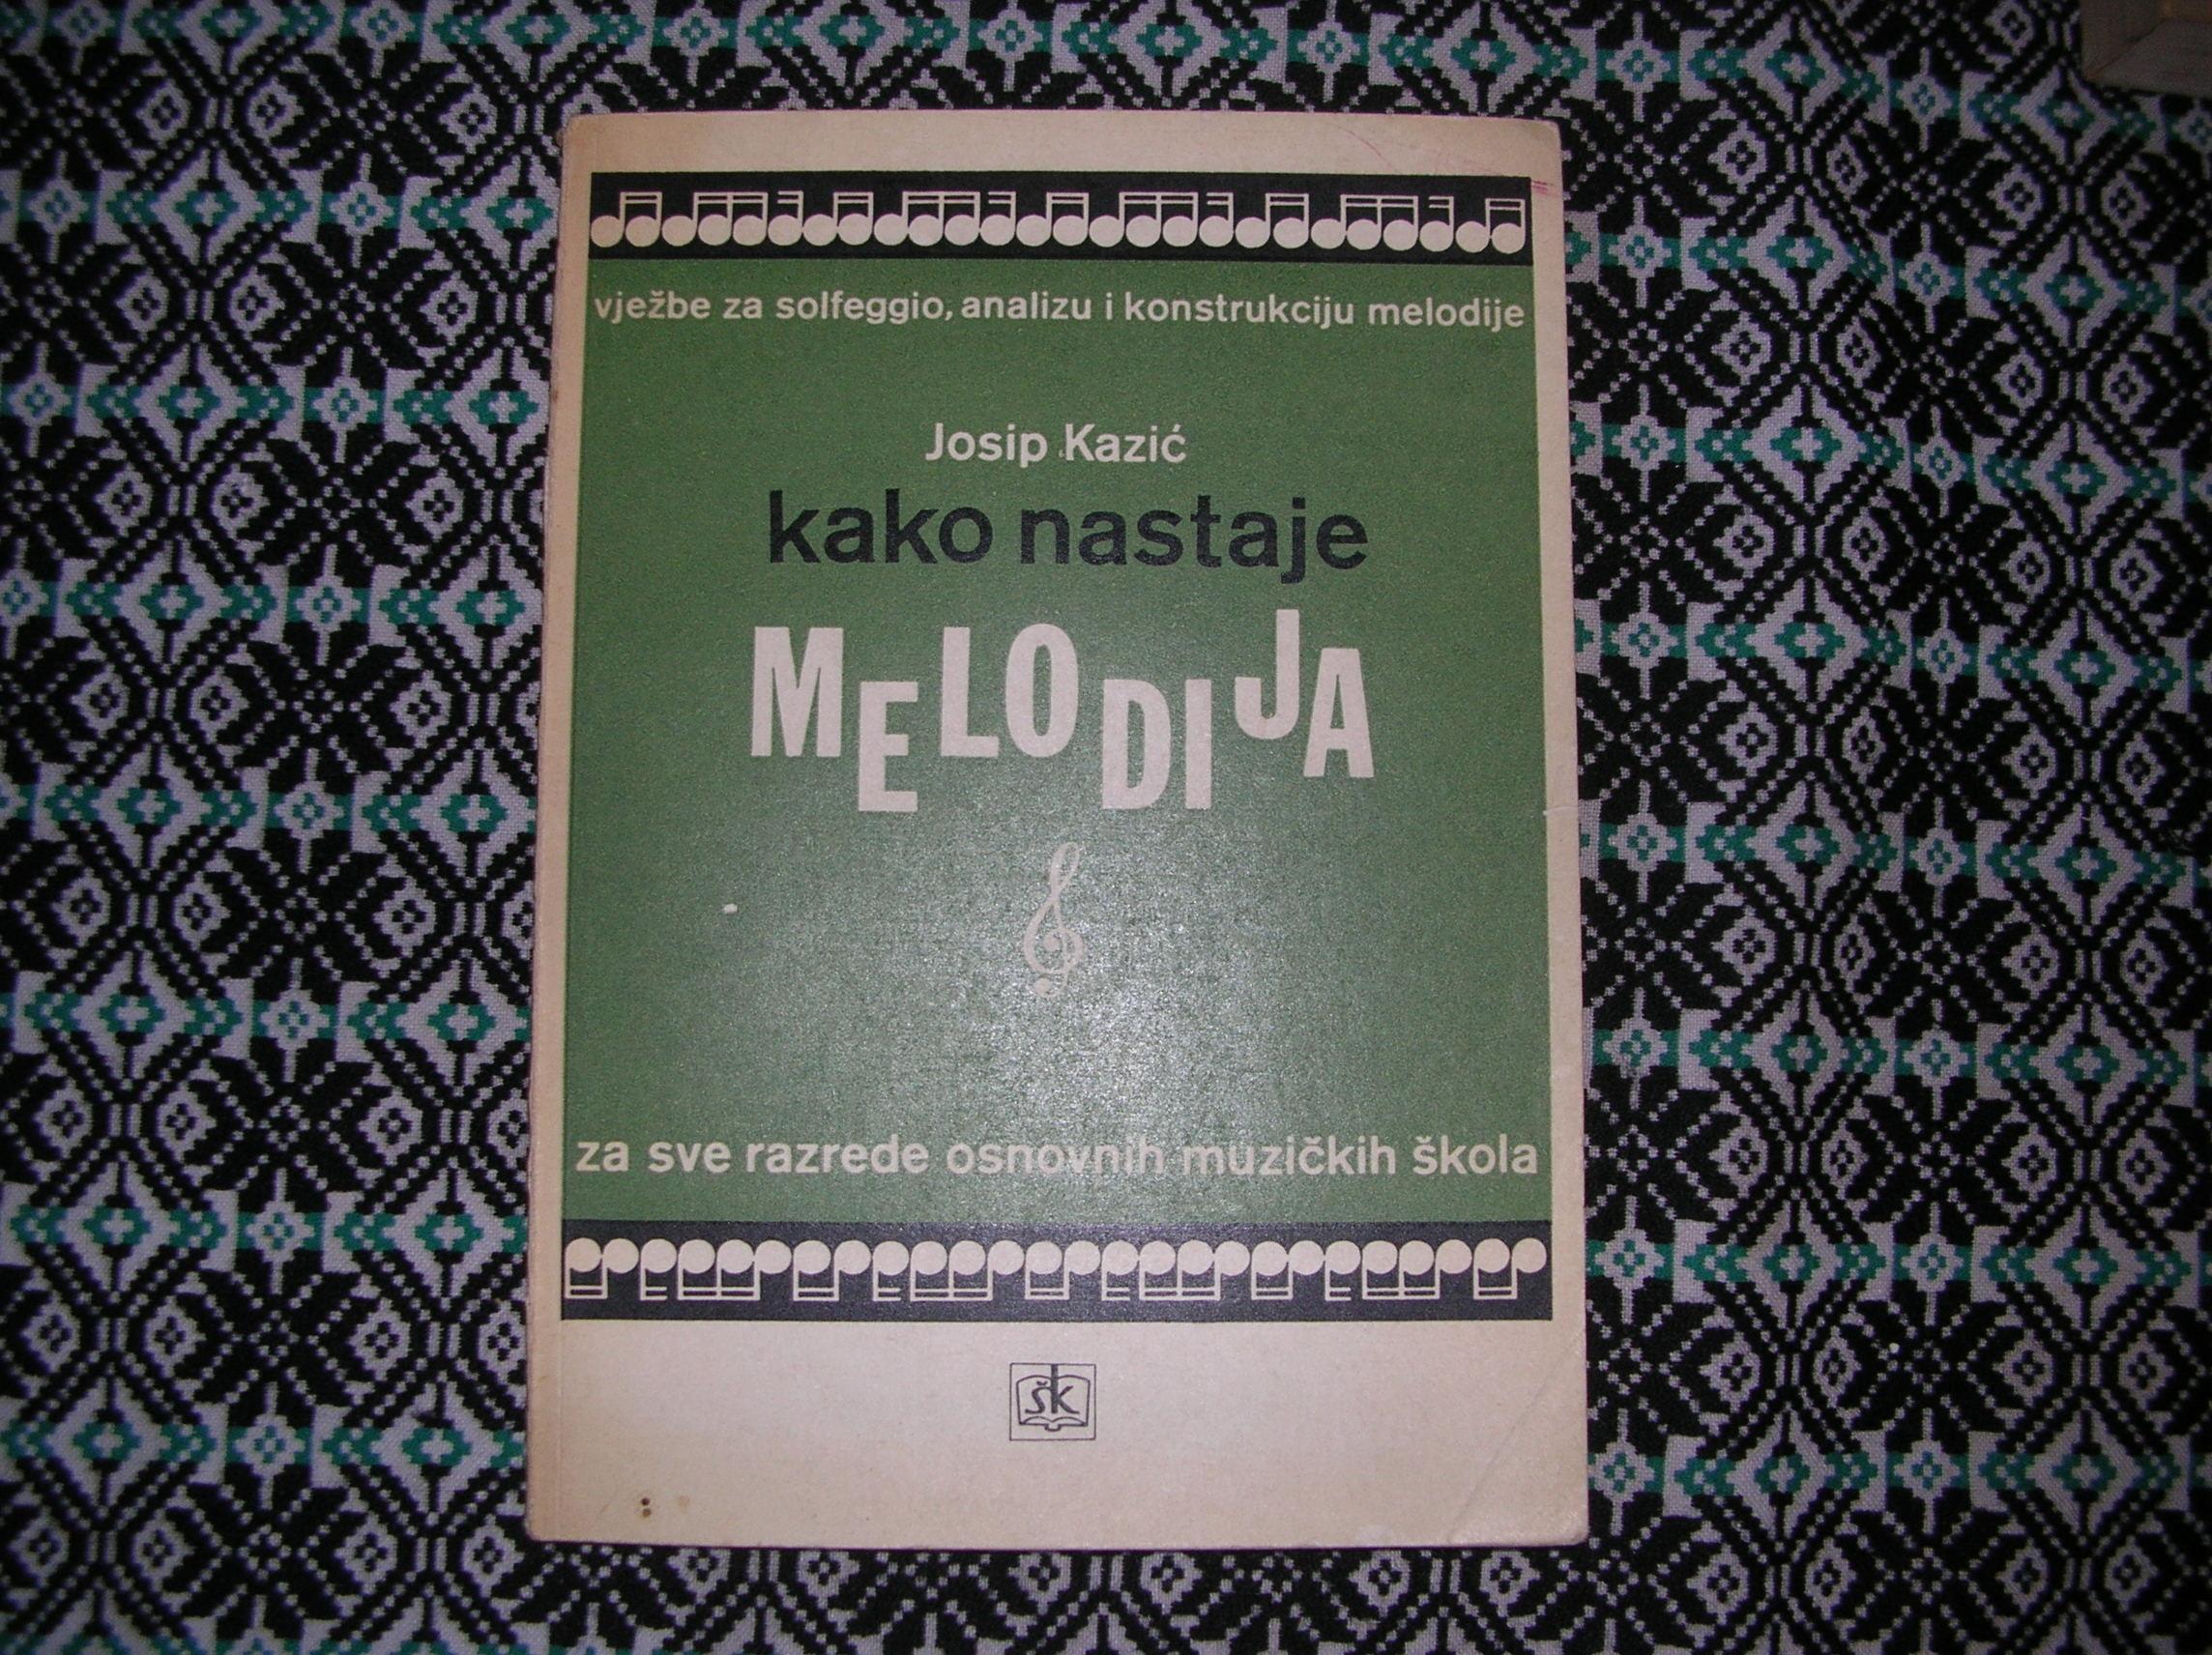 vježbe za solfeggio, analizu i konstrukciju melodije
Josip Kazić
kako nastaje
MELODIJA
za sve razrede osnovnih muzičkih škola
šk